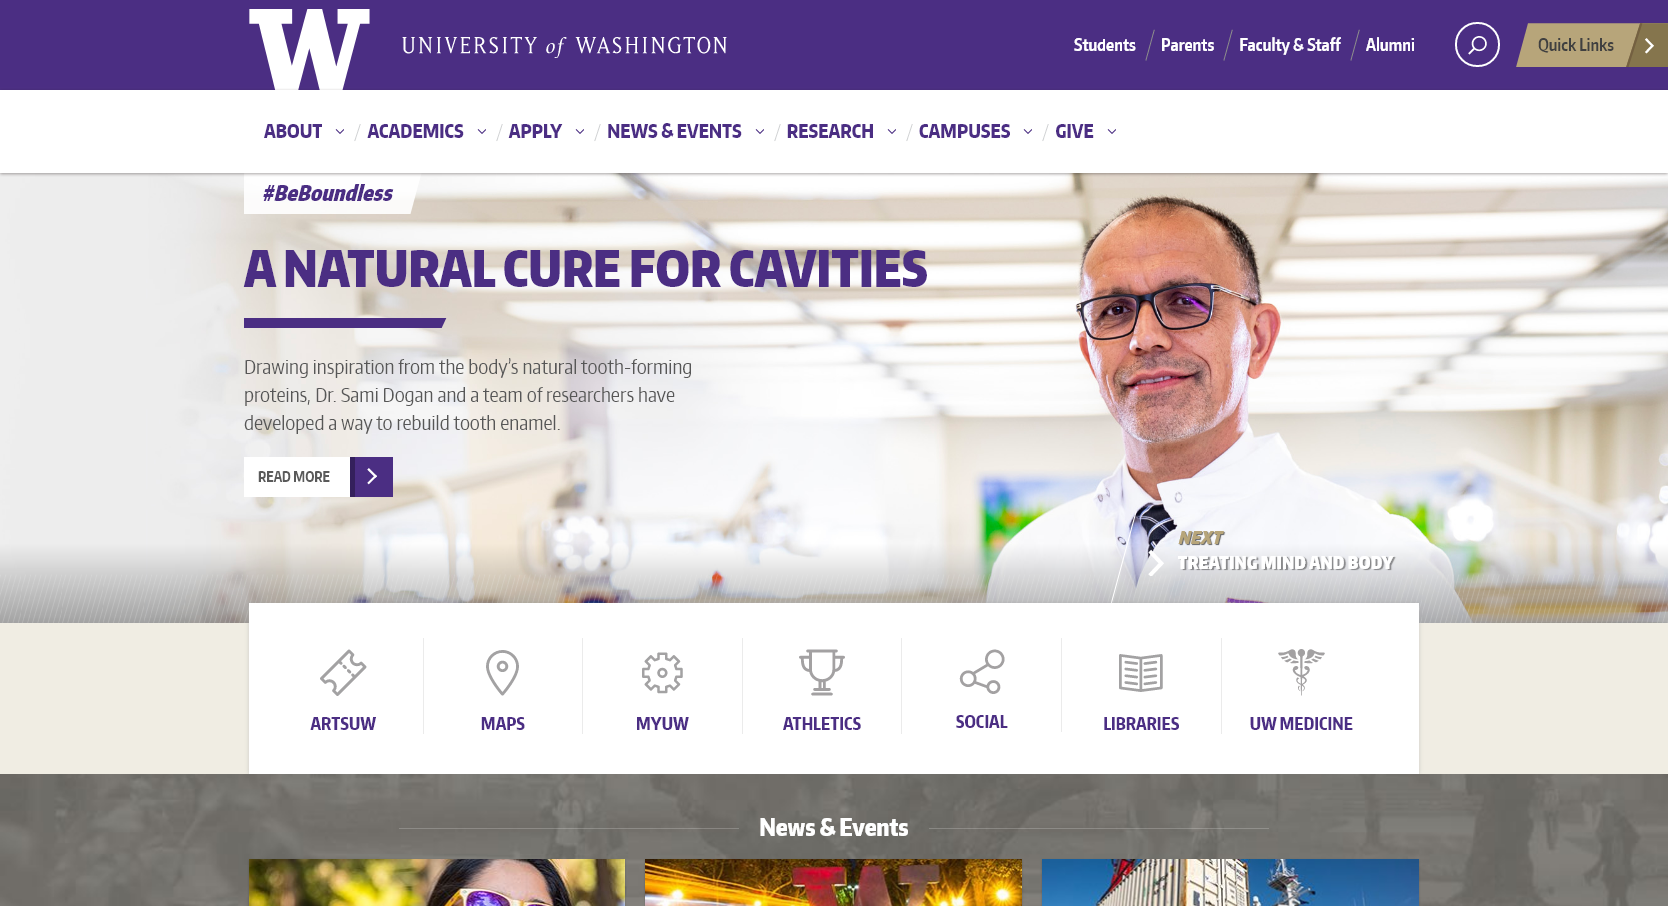 W UNIVERSITY of WASHINGTON
Students Parents Faculty & Staff Alumni
Quick Links
ABOUT ACADEMICS APPLY NEWS & EVENTS RESEARCH CAMPUSES GIVE
#BeBoundless
A NATURAL CURE FOR CAVITIES
Drawing inspiration from the body's natural tooth-forming
proteins, Dr. Sami Dogan and a team of researchers have
developed a way to rebuild tooth enamel.
READ MORE
NEXT
TREATING MIND AND BODY
ARTSUW MAPS MYUW ATHLETICS SOCIAL LIBRARIES UW MEDICINE
News & Events